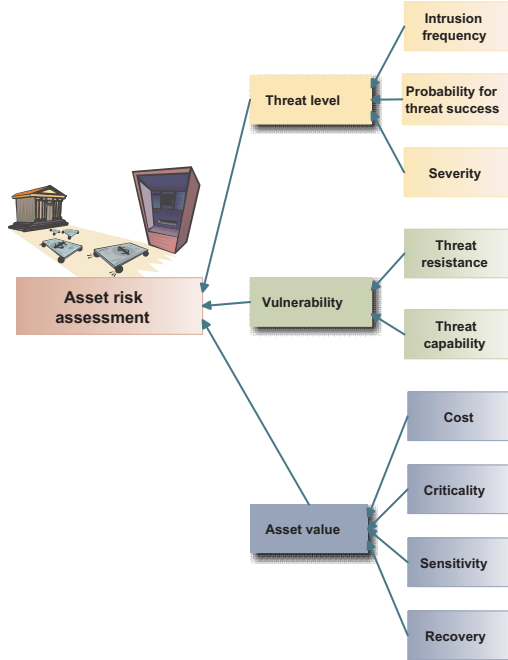 Intrusion
frequency
Threat level
Probability for
threat success
Severity
Asset risk
assessment
Vulnerability
Threat
resistance
Threat
capability
Cost
Criticality
Asset value
Sensitivity
Recovery